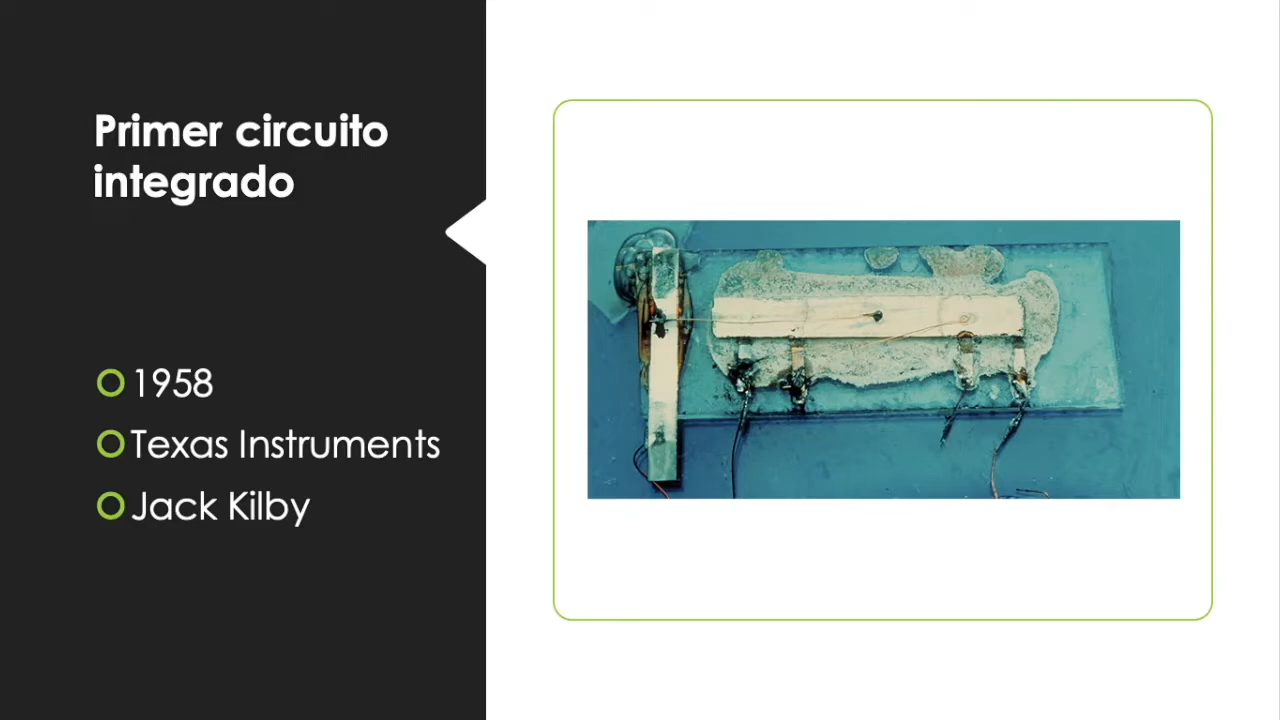 Primer circuito
integrado
1958
Texas Instruments
Jack Kilby